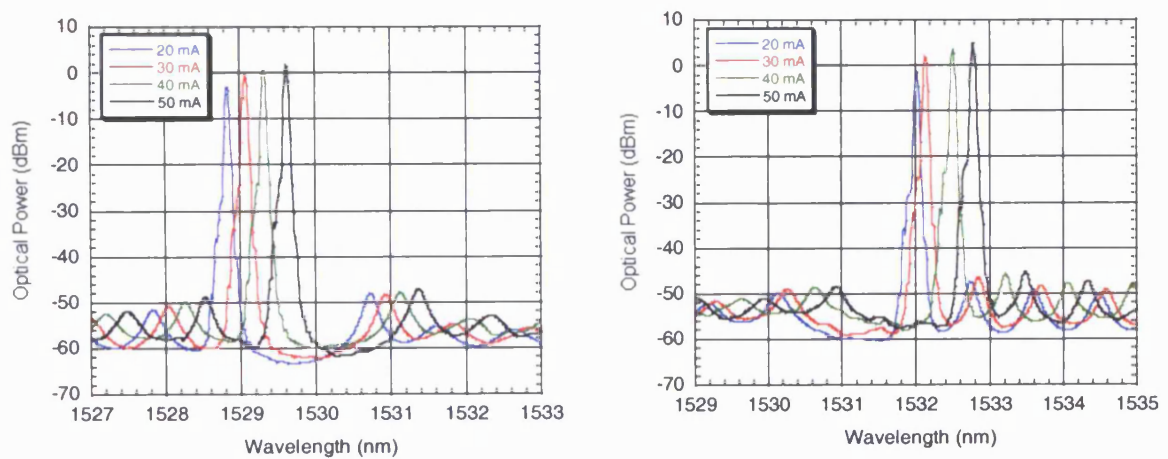 10
0
-10
-20
-30
-40
-50
-60
-70
Optical Power (dBm)
20 mA
30 mA
40 mA
50 mA
1527 1528 1529 1530 1531 1532 1533
Wavelength (nm)
10
0
-10
-20
-30
-40
-50
-60
-70
Optical Power (dBm)
20 mA
30 mA
40 mA
50 mA
1529 1530 1531 1532 1533 1534 1535
Wavelength (nm)